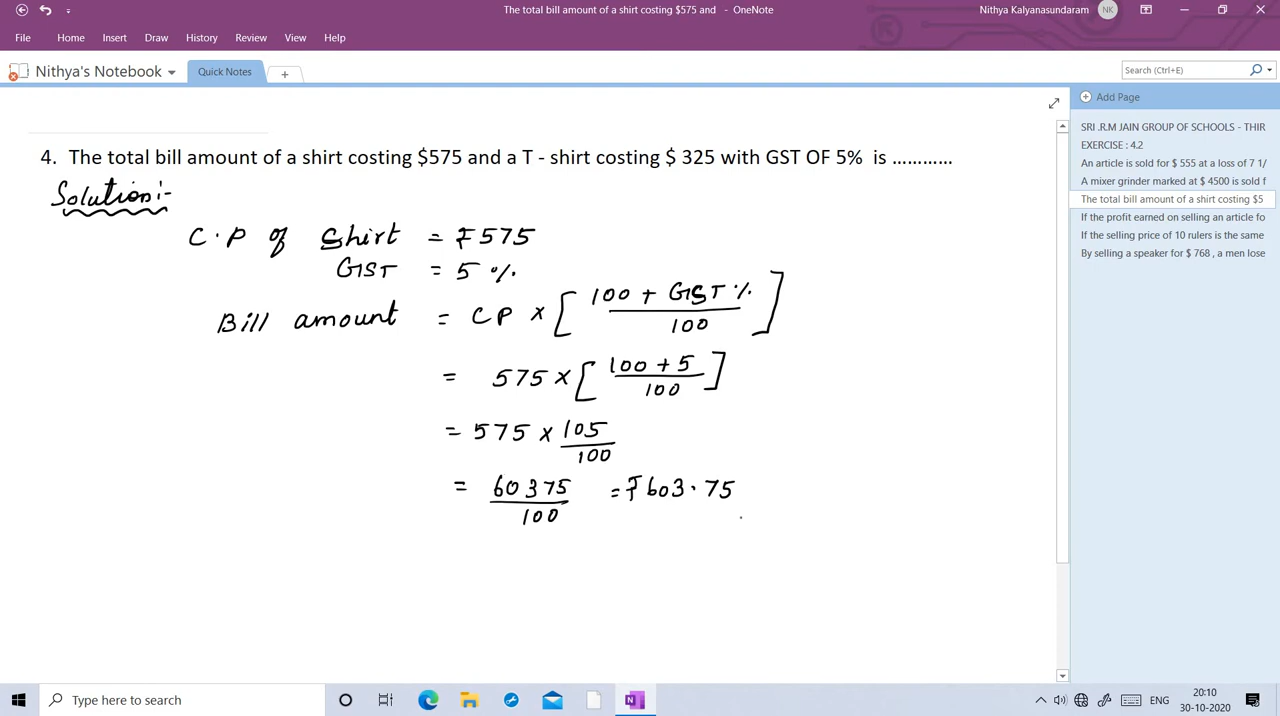 The total bill amount of a shirt costing $575 and - OneNote
Nithya Kalyanasundaram NK
File Home Insert Draw History Review View Help
Nithya's Notebook Quick Notes +
Search (Ctrl+E)
Add Page
SRI .R.M JAIN GROUP OF SCHOOLS - THIR
EXERCISE : 4.2
An article is sold for $ 555 at a loss of 7 1/
A mixer grinder marked at $ 4500 is sold f
The total bill amount of a shirt costing $5
If the profit earned on selling an article fo
If the selling price of 10 rulers is the same
By selling a speaker for $ 768 , a men lose
4. The total bill amount of a shirt costing $575 and a T - shirt costing $ 325 with GST OF 5% is ............
Solution:-
C.P of Shirt = ₹575
GST = 5 %
Bill amount = CP × [ 100 + GST % / 100 ]
= 575 × [ 100 + 5 / 100 ]
= 575 × 105 / 100
= 60375 / 100 = ₹603.75
Type here to search
ENG
20:10
30-10-2020